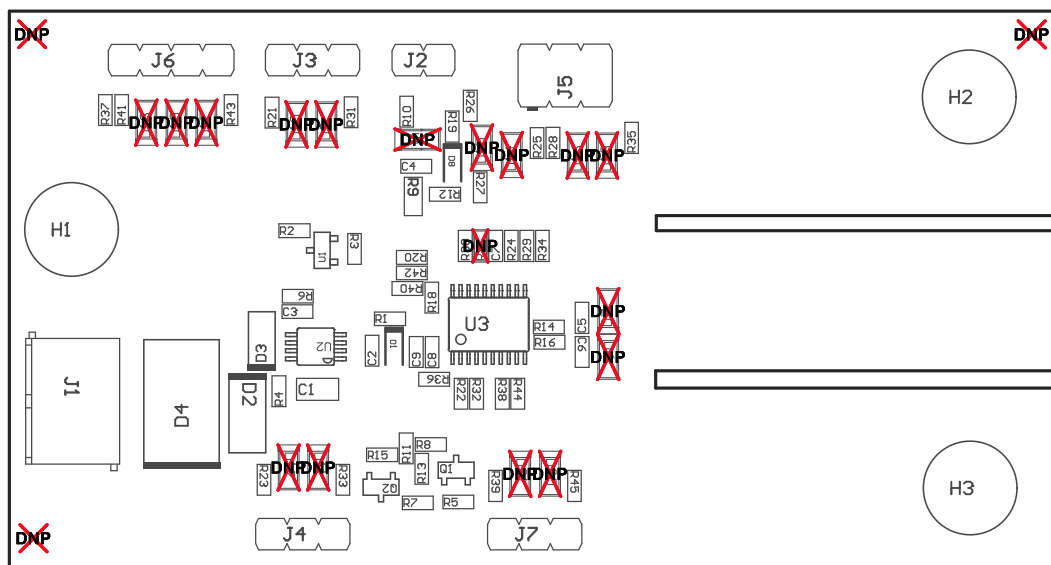 DNP
DNP
J6
J3
J2
J5
H2
R37
R41
DNP
DNP
DNP
R43
R21
DNP
DNP
R31
R10
R26
R19
DNP
DNP
DNP
R25
R28
DNP
DNP
R35
C4
D8
R9
R12
R27
H1
R2
U1
R3
DNP
C7
R24
R29
R34
R20
R42
R40
R18
R6
C3
R1
U3
R14
R16
DNP
C5
DNP
C6
J1
D4
D3
D2
U2
R4
C1
C2
D1
C9
C8
R36
R22
R32
R38
R44
R23
DNP
DNP
R33
R15
R11
R8
R13
Q1
Q2
R7
R5
R39
DNP
DNP
R45
H3
J4
J7
DNP